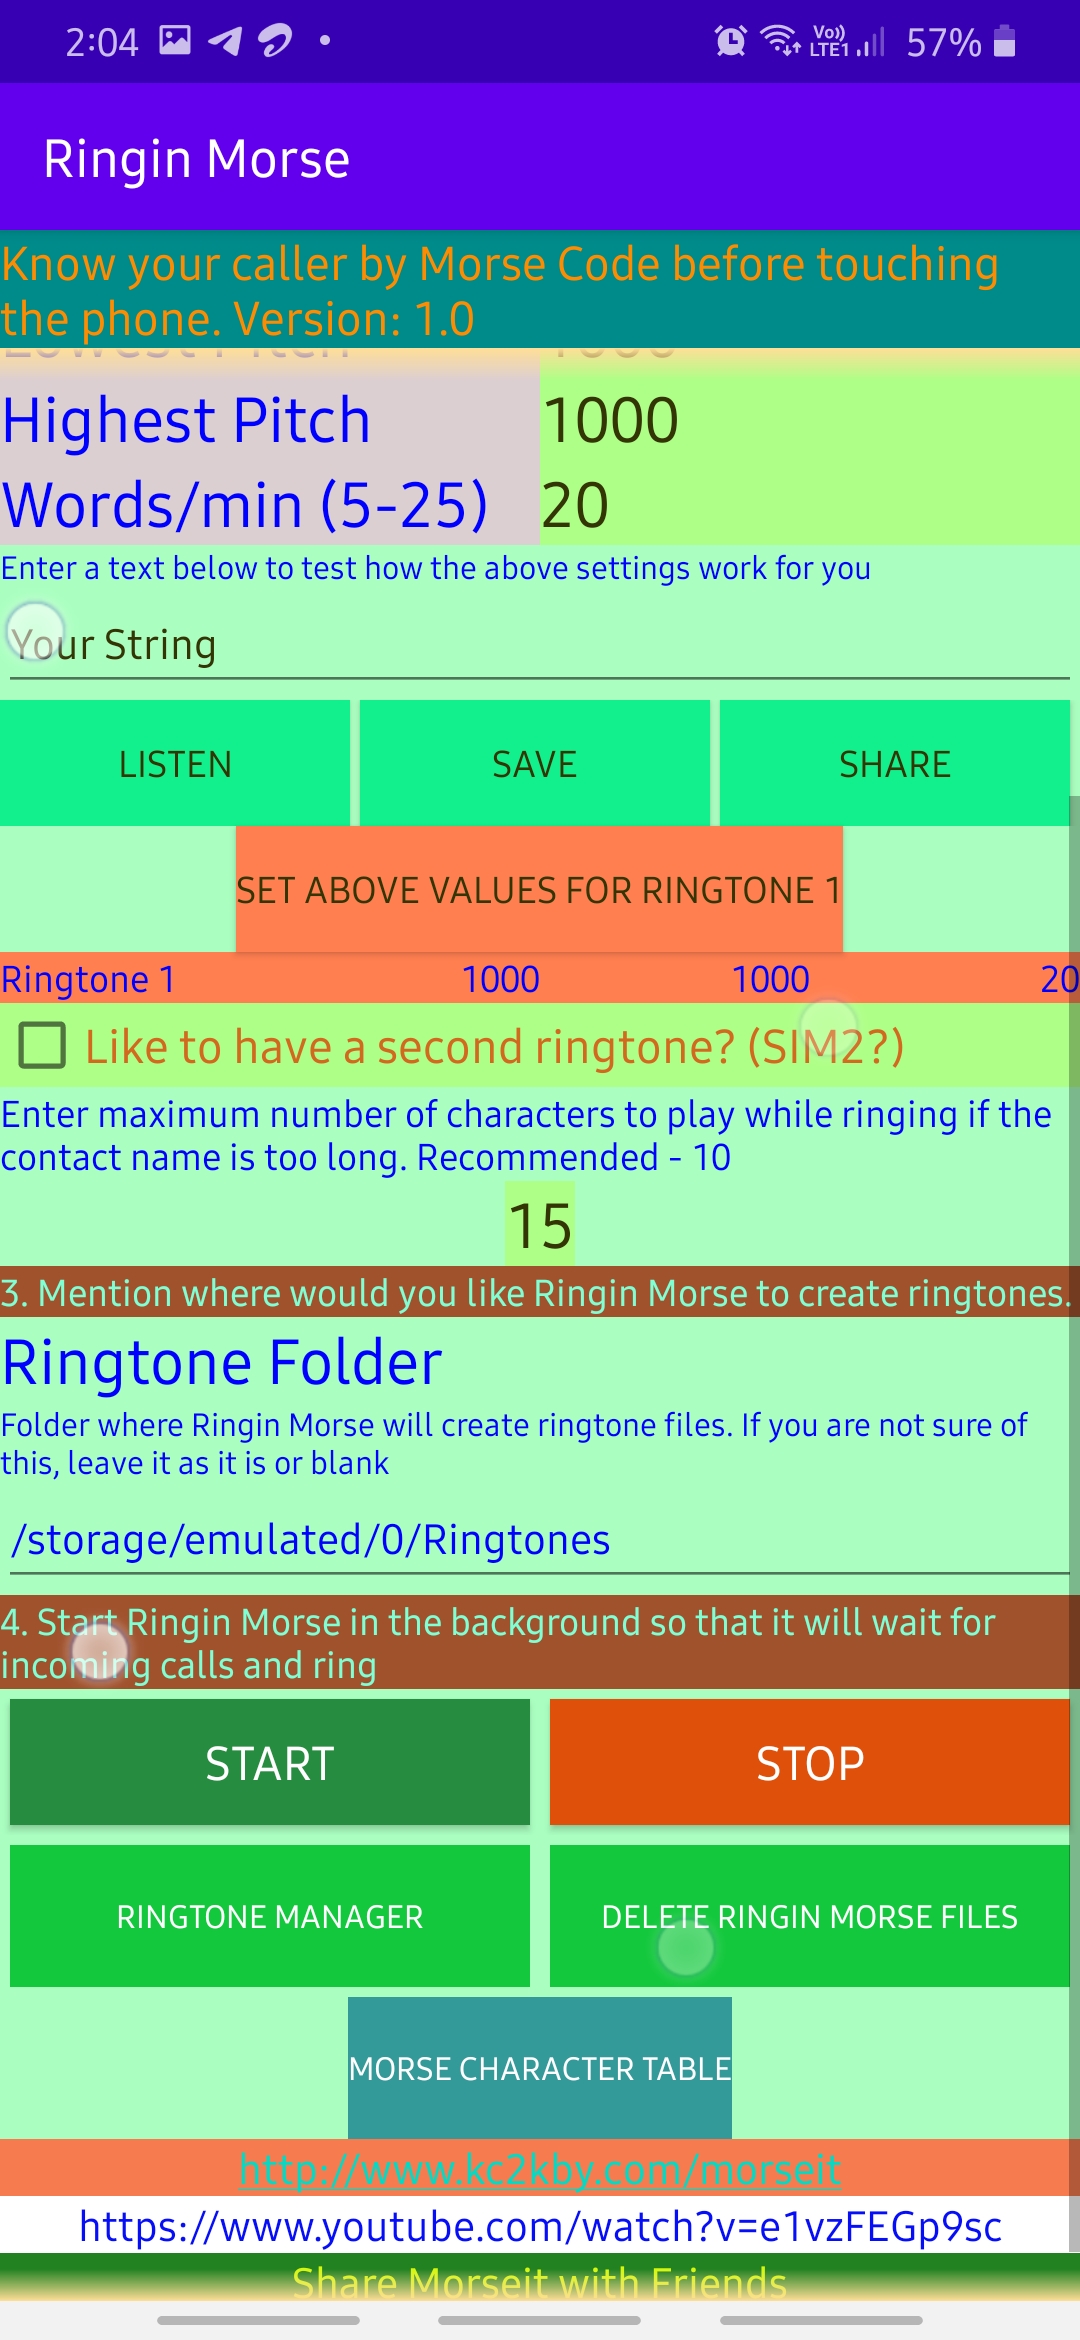 2:04
Vo)) LTE1 57%
Ringin Morse
Know your caller by Morse Code before touching
the phone. Version: 1.0
Lowest Pitch 1000
Highest Pitch 1000
Words/min (5-25) 20
Enter a text below to test how the above settings work for you
Your String
LISTEN SAVE SHARE
SET ABOVE VALUES FOR RINGTONE 1
Ringtone 1 1000 1000 20
Like to have a second ringtone? (SIM2?)
Enter maximum number of characters to play while ringing if the
contact name is too long. Recommended - 10
15
3. Mention where would you like Ringin Morse to create ringtones.
Ringtone Folder
Folder where Ringin Morse will create ringtone files. If you are not sure of
this, leave it as it is or blank
/storage/emulated/0/Ringtones
4. Start Ringin Morse in the background so that it will wait for
incoming calls and ring
START STOP
RINGTONE MANAGER DELETE RINGIN MORSE FILES
MORSE CHARACTER TABLE
http://www.kc2kby.com/morseit
https://www.youtube.com/watch?v=e1vzFEGp9sc
Share Morseit with Friends